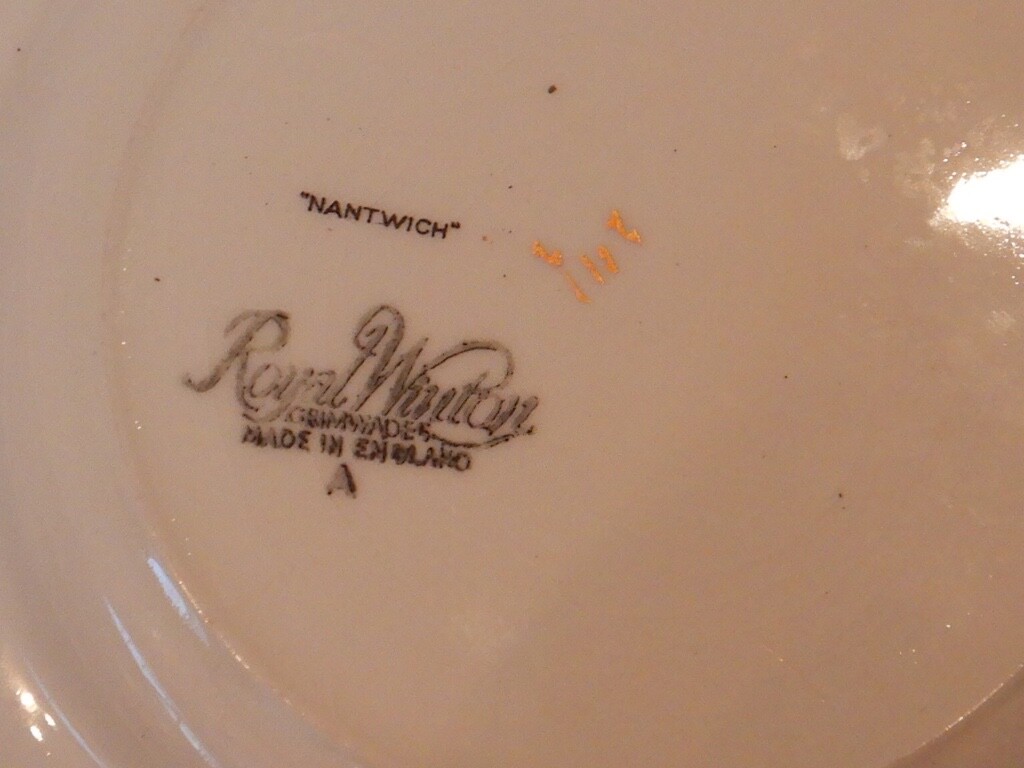 "NANTWICH"
Royal Winton
GRIMWADES
MADE IN ENGLAND
A